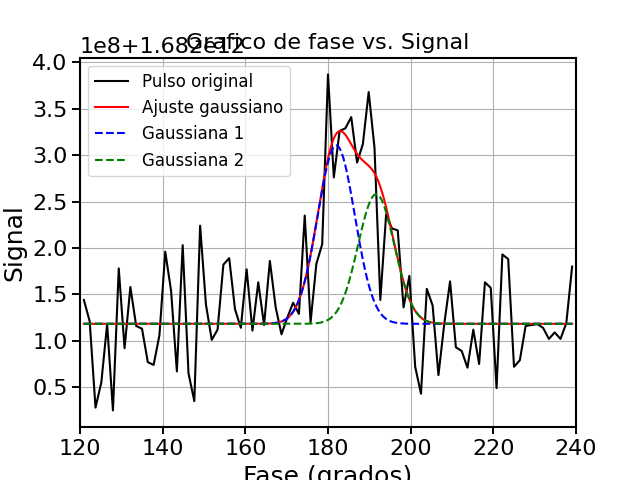 Grafico de fase vs. Signal
1e8+1.682e12
Pulso original
Ajuste gaussiano
Gaussiana 1
Gaussiana 2
4.0
3.5
3.0
2.5
2.0
1.5
1.0
0.5
Signal
120 140 160 180 200 220 240
Fase (grados)